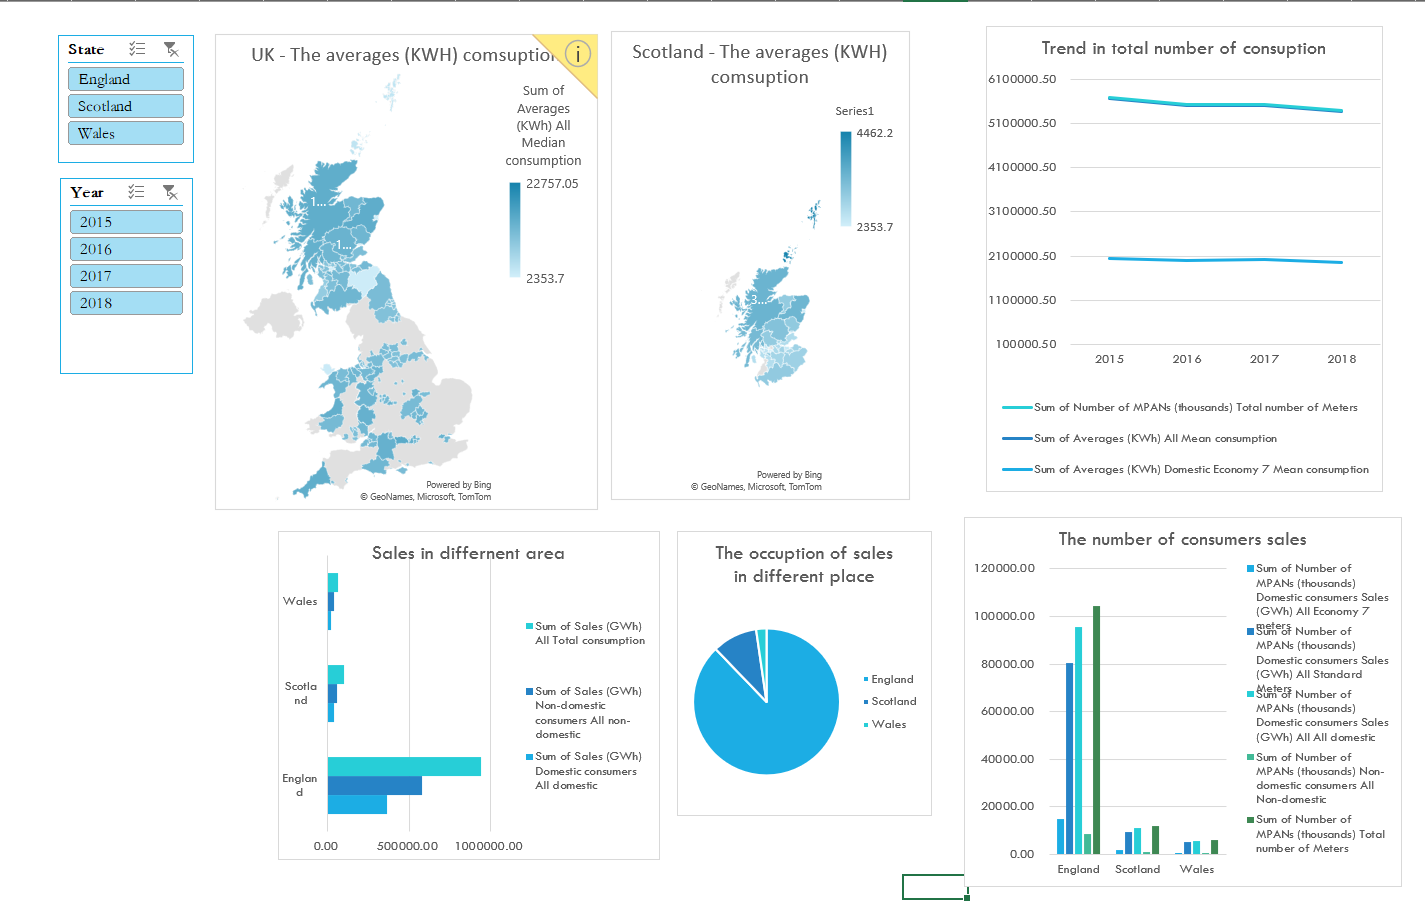 State
England
Scotland
Wales
Year
2015
2016
2017
2018
UK - The averages (KWH) comsuption
i
Sum of
Averages
(KWh) All
Median
consumption
22757.05
2353.7
1...
1...
Powered by Bing
© GeoNames, Microsoft, TomTom
Scotland - The averages (KWH)
comsuption
Series1
4462.2
2353.7
3...
Powered by Bing
© GeoNames, Microsoft, TomTom
Trend in total number of consuption
6100000.50
5100000.50
4100000.50
3100000.50
2100000.50
1100000.50
100000.50
2015 2016 2017 2018
Sum of Number of MPANs (thousands) Total number of Meters
Sum of Averages (KWh) All Mean consumption
Sum of Averages (KWh) Domestic Economy 7 Mean consumption
Sales in differnent area
Wales
Scotla
nd
Englan
d
0.00 500000.00 1000000.00
Sum of Sales (GWh)
All Total consumption
Sum of Sales (GWh)
Non-domestic
consumers All non-
domestic
Sum of Sales (GWh)
Domestic consumers
All domestic
The occuption of sales
in different place
England
Scotland
Wales
The number of consumers sales
120000.00
100000.00
80000.00
60000.00
40000.00
20000.00
0.00
England Scotland Wales
Sum of Number of
MPANs (thousands)
Domestic consumers Sales
(GWh) All Economy 7
meters
Sum of Number of
MPANs (thousands)
Domestic consumers Sales
(GWh) All Standard
Meters
Sum of Number of
MPANs (thousands)
Domestic consumers Sales
(GWh) All All domestic
Sum of Number of
MPANs (thousands) Non-
domestic consumers All
Non-domestic
Sum of Number of
MPANs (thousands) Total
number of Meters